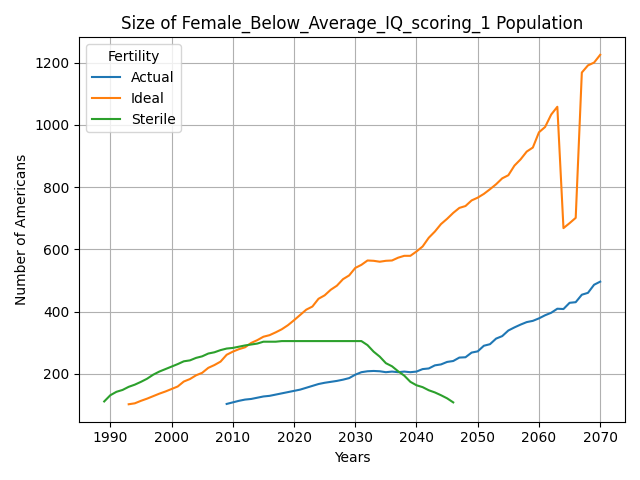 Size of Female_Below_Average_IQ_scoring_1 Population
Fertility
Actual
Ideal
Sterile
Number of Americans
1200
1000
800
600
400
200
1990
2000
2010
2020
2030
2040
2050
2060
2070
Years